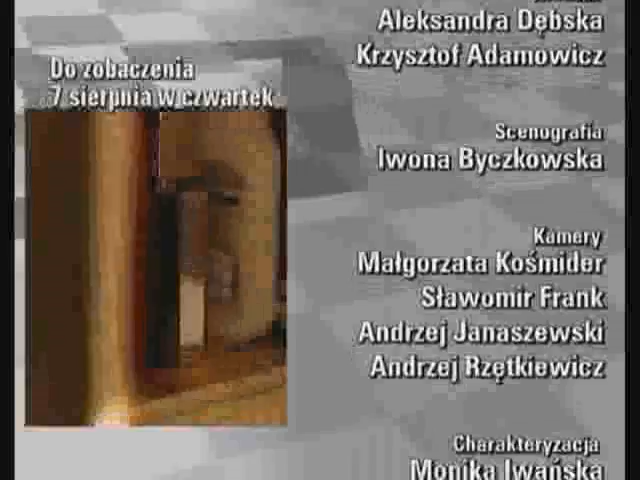 Aleksandra Dębska
Krzysztof Adamowicz
Do zobaczenia
7 sierpnia w czwartek
Scenografia
Iwona Byczkowska
Kamery
Małgorzata Kośmider
Sławomir Frank
Andrzej Janaszewski
Andrzej Rzętkiewicz
Charakteryzacja
Monika Iwańska